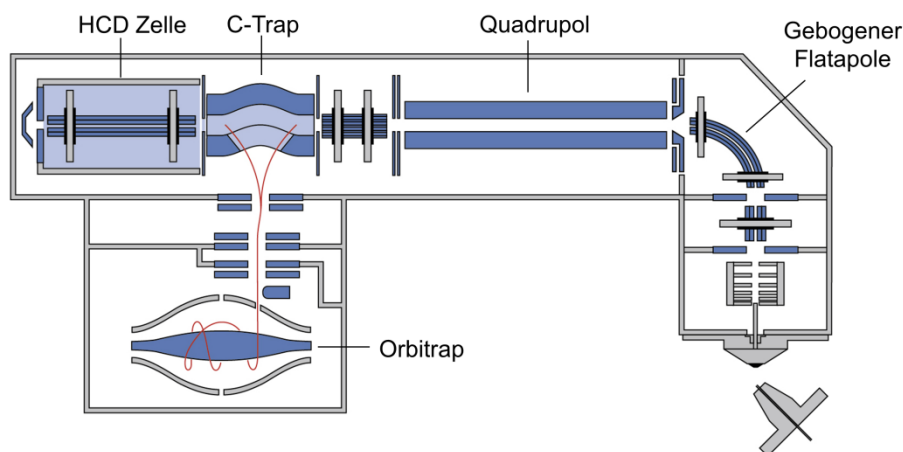 HCD Zelle
C-Trap
Quadrupol
Gebogener
Flatapole
Orbitrap